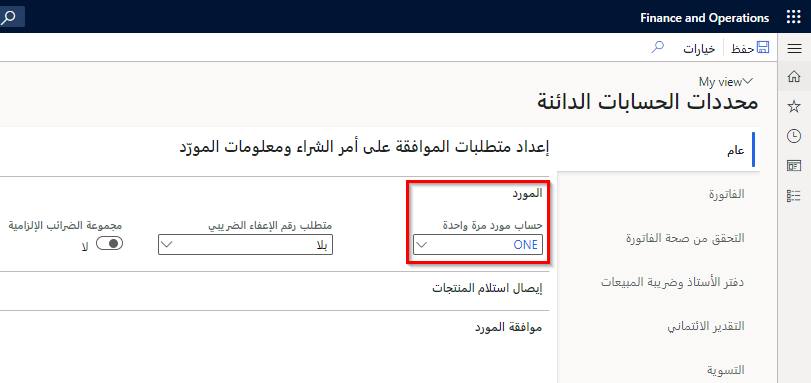 Finance and Operations
حفظ خيارات
My view
محددات الحسابات الدائنة
عام
الفاتورة
التحقق من صحة الفاتورة
دفتر الأستاذ وضريبة المبيعات
التقدير الائتماني
التسوية
إعداد متطلبات الموافقة على أمر الشراء ومعلومات المورّد
المورد
حساب مورد مرة واحدة
ONE
متطلب رقم الإعفاء الضريبي
بلا
مجموعة الضرائب الإلزامية
لا
إيصال استلام المنتجات
موافقة المورد